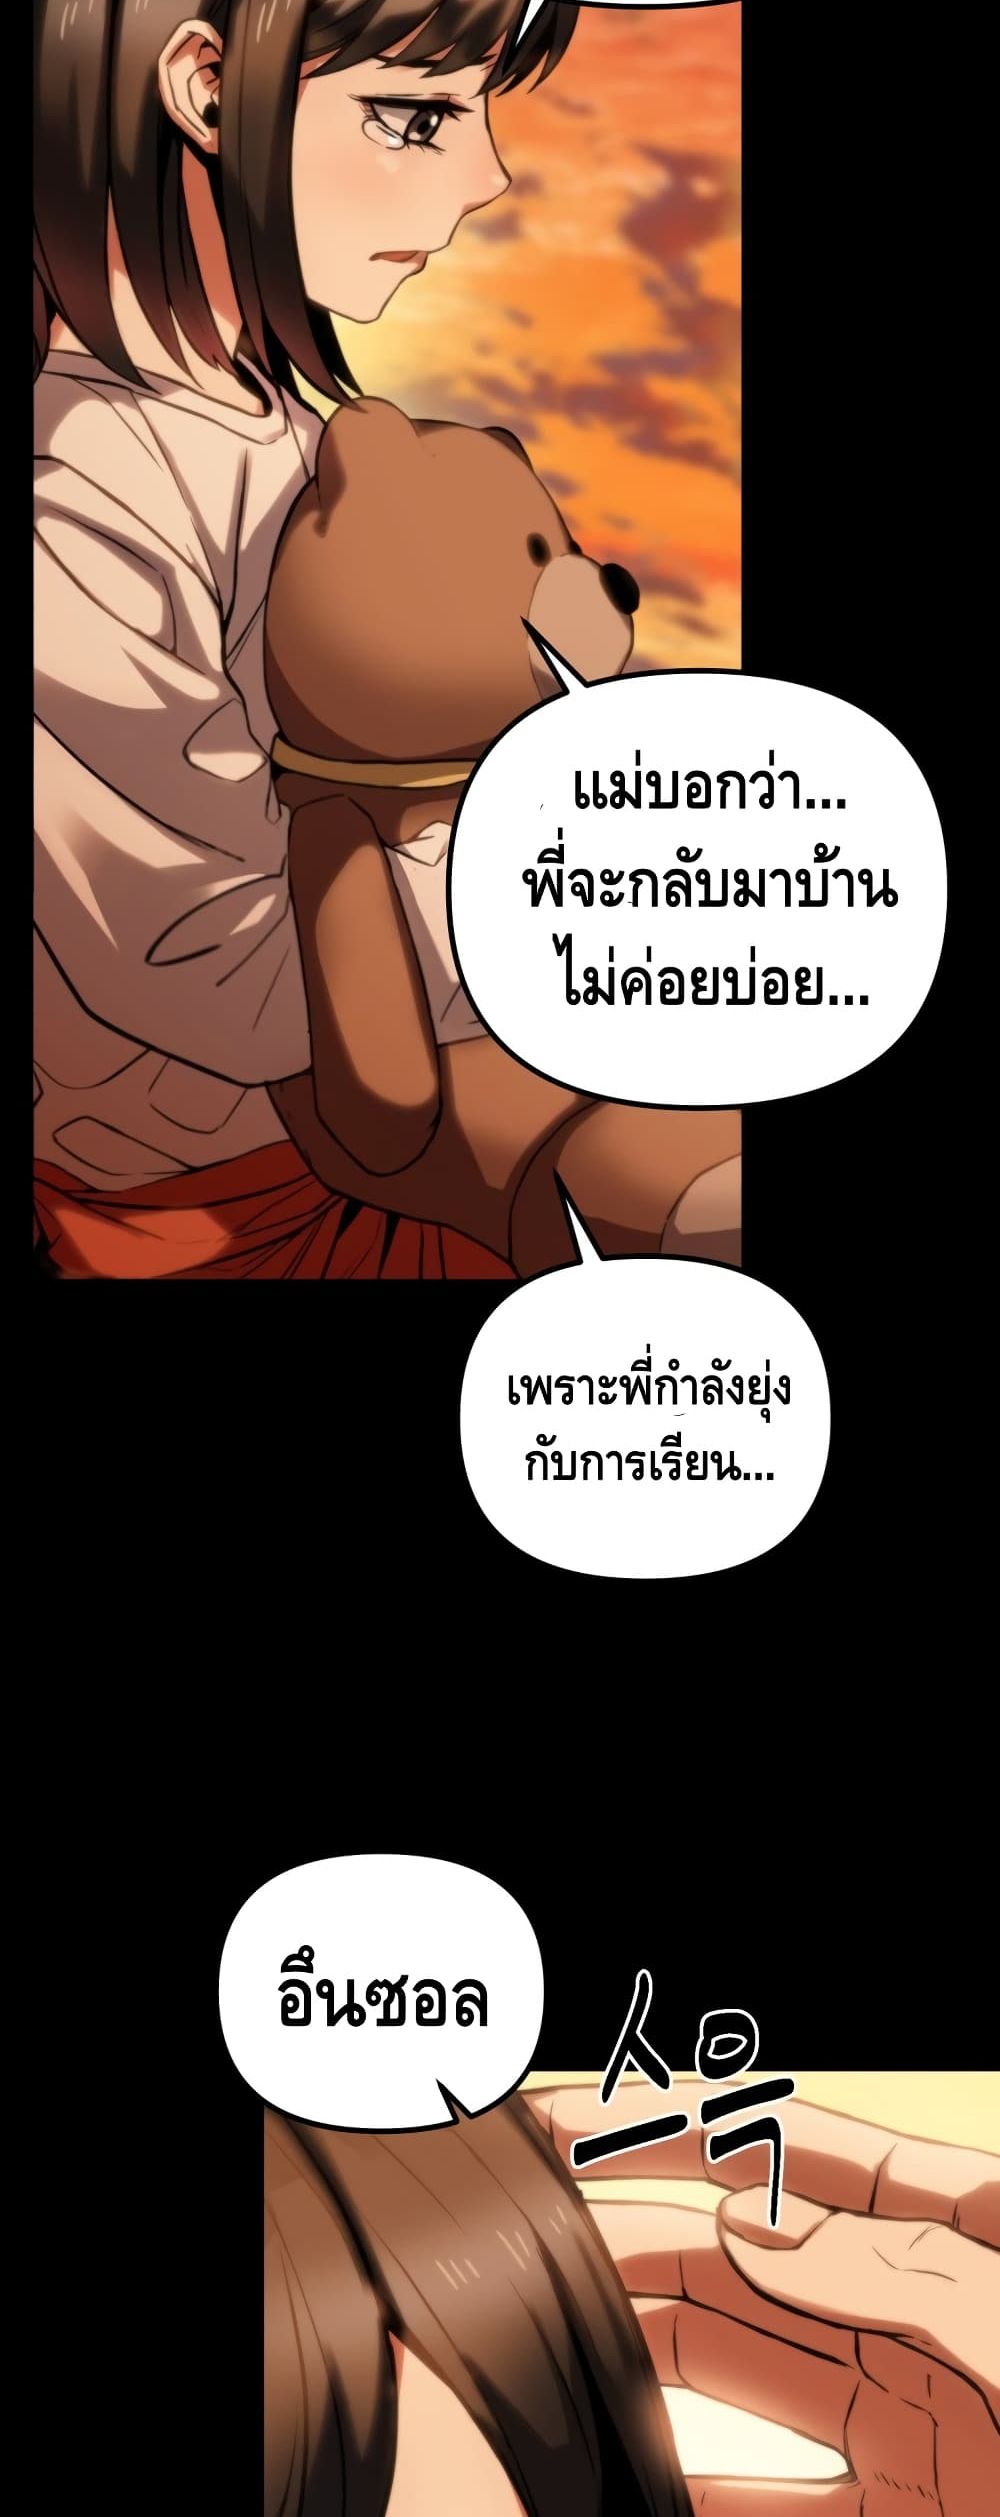 แม่บอกว่า...
พี่จะกลับมาบ้าน
ไม่ค่อยบ่อย...
เพราะพี่กำลังยุ่ง
กับการเรียน...
อึนซอล
스윽